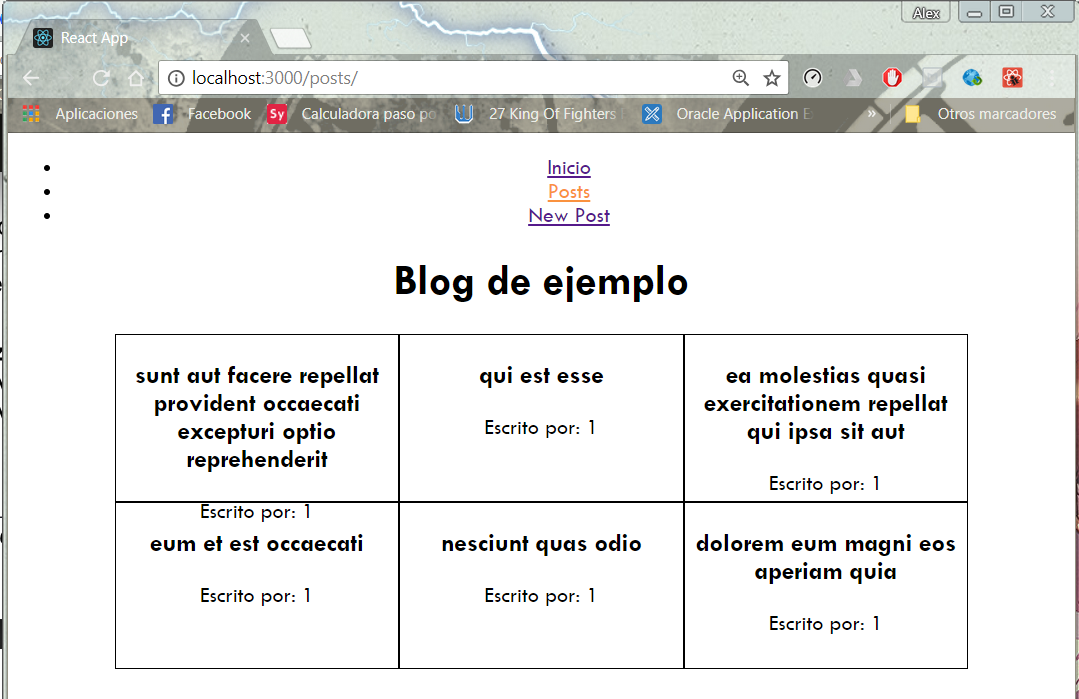 Alex
React App
localhost:3000/posts/
Aplicaciones Facebook Sy Calculadora paso po 27 King Of Fighters Oracle Application E » Otros marcadores
Inicio
Posts
New Post
Blog de ejemplo
sunt aut facere repellat
provident occaecati
excepturi optio
reprehenderit
Escrito por: 1
qui est esse
Escrito por: 1
ea molestias quasi
exercitationem repellat
qui ipsa sit aut
Escrito por: 1
eum et est occaecati
Escrito por: 1
nesciunt quas odio
Escrito por: 1
dolorem eum magni eos
aperiam quia
Escrito por: 1